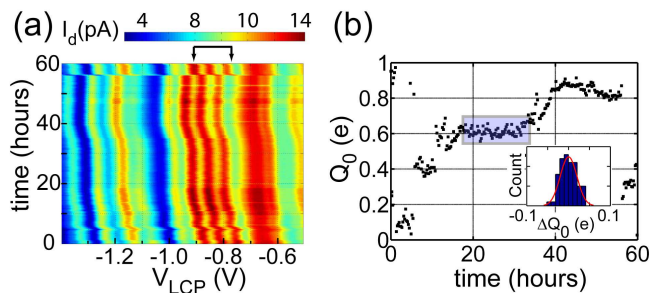 (a) I_d(pA) 4 8 10 14
60
40
20
0
time (hours)
-1.2 -1.0 -0.8 -0.6
V_LCP (V)
(b)
1
0.8
0.6
0.4
0.2
0
Q_0 (e)
Count
-0.1 0.1
ΔQ_0 (e)
0 20 40 60
time (hours)